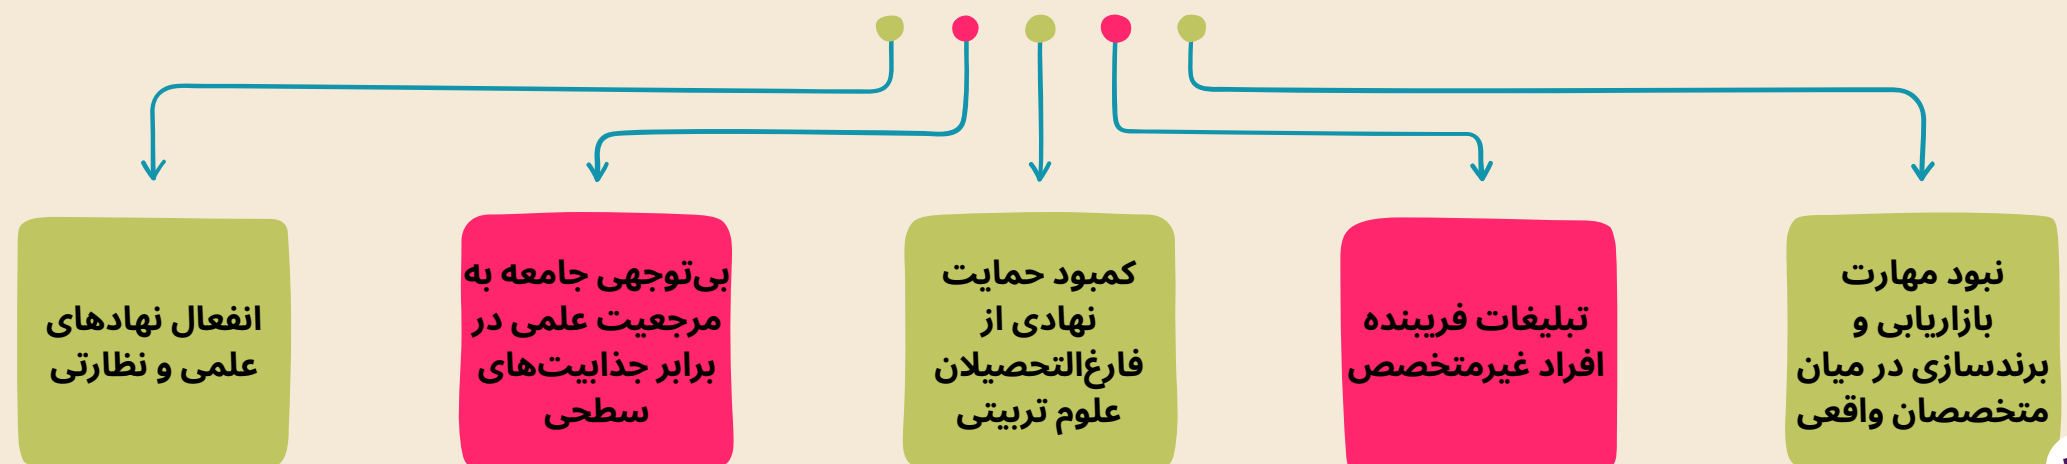 نبود مهارت
بازاریابی و
برندسازی در میان
متخصصان واقعی
تبلیغات فریبنده
افراد غیرمتخصص
کمبود حمایت
نهادی از
فارغ‌التحصیلان
علوم تربیتی
بی‌توجهی جامعه به
مرجعیت علمی در
برابر جذابیت‌های
سطحی
انفعال نهادهای
علمی و نظارتی